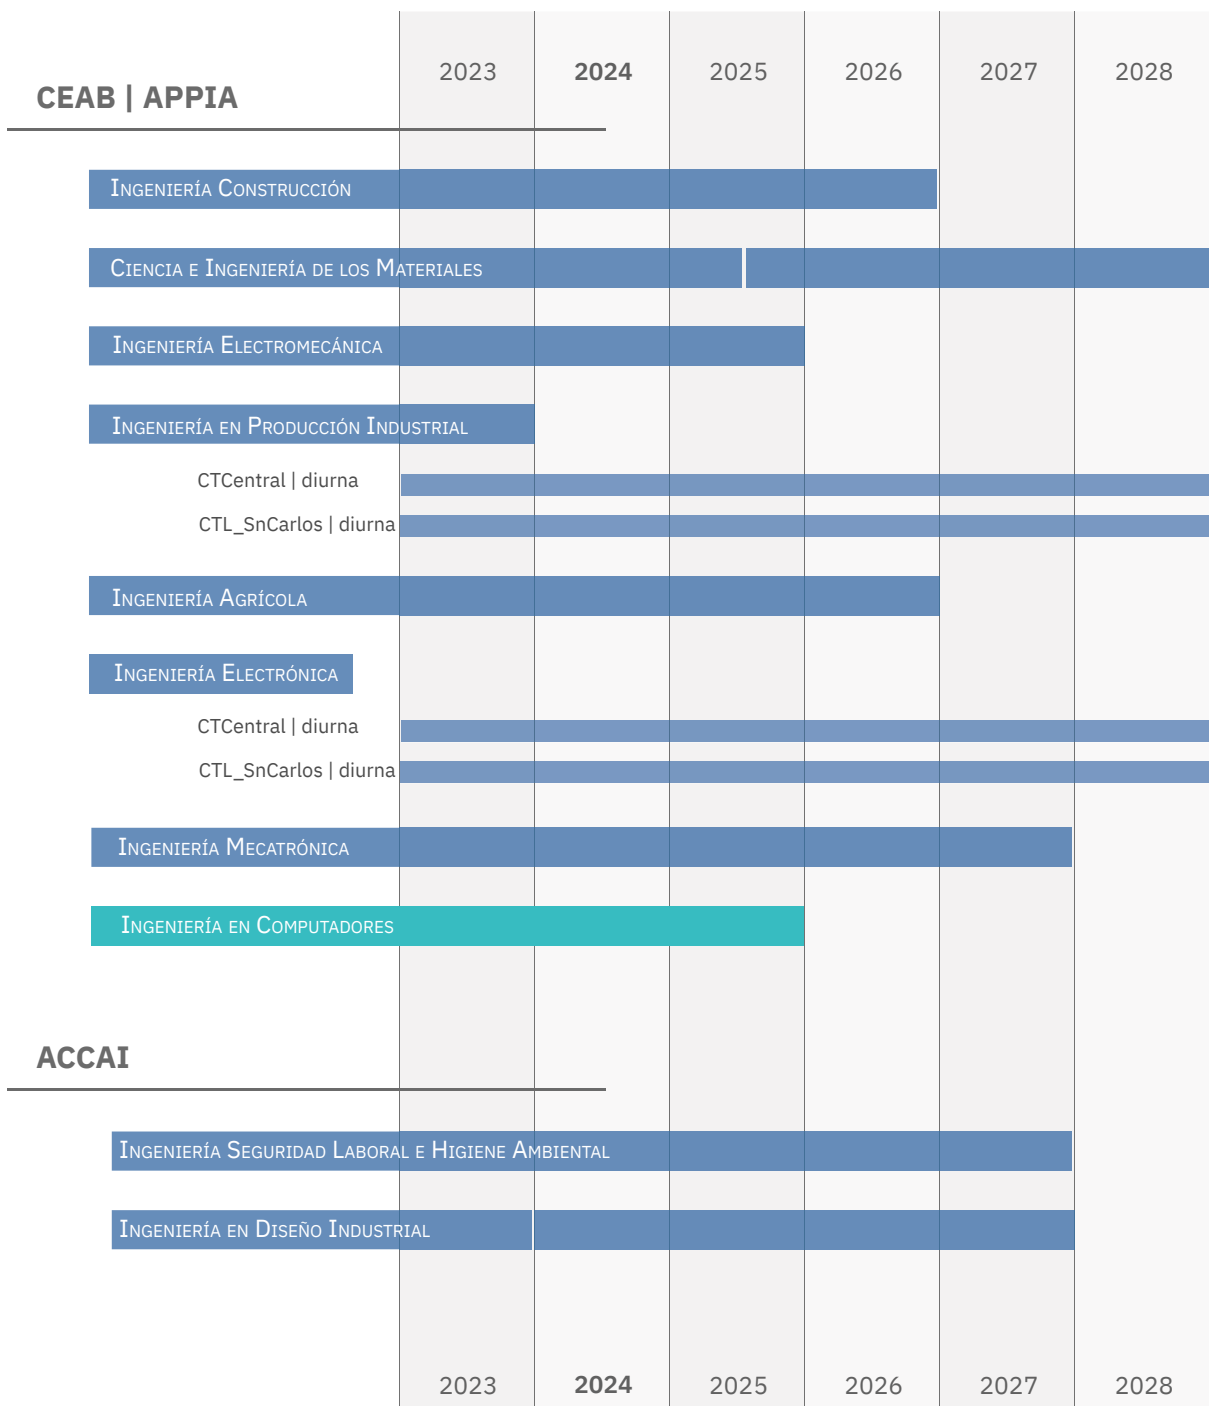 2023 2024 2025 2026 2027 2028
CEAB | APPIA
Ingeniería Construcción
Ciencia e Ingeniería de los Materiales
Ingeniería Electromecánica
Ingeniería en Producción Industrial
CTCentral | diurna
CTL_SnCarlos | diurna
Ingeniería Agrícola
Ingeniería Electrónica
CTCentral | diurna
CTL_SnCarlos | diurna
Ingeniería Mecatrónica
Ingeniería en Computadores
ACCAI
Ingeniería Seguridad Laboral e Higiene Ambiental
Ingeniería en Diseño Industrial
2023 2024 2025 2026 2027 2028